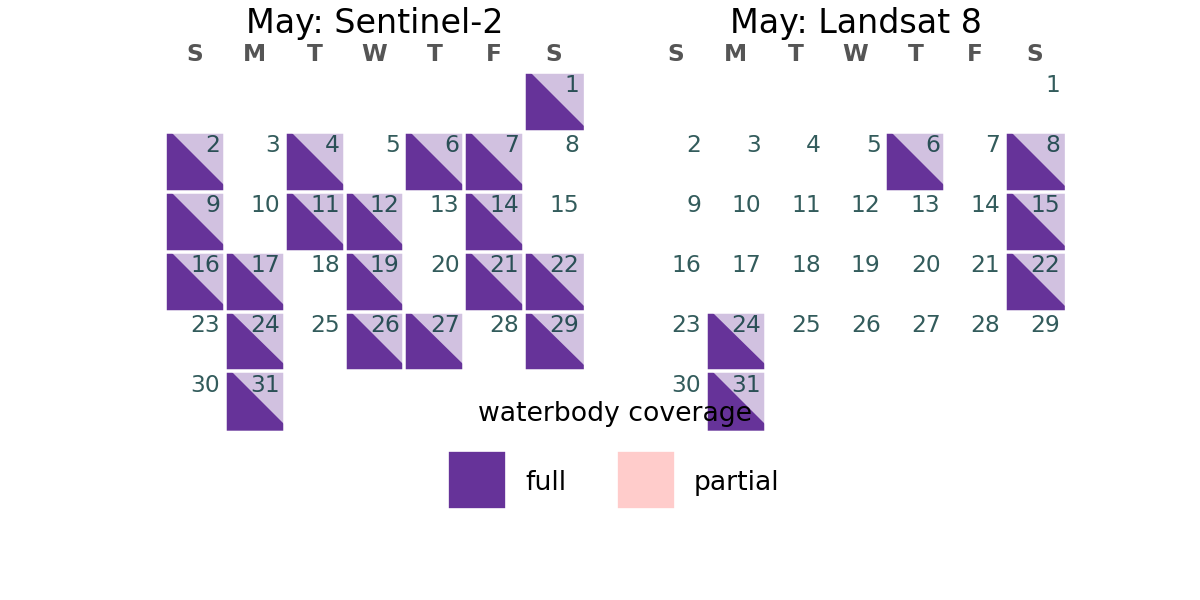 May: Sentinel-2
S M T W T F S
1
2 3 4 5 6 7 8
9 10 11 12 13 14 15
16 17 18 19 20 21 22
23 24 25 26 27 28 29
30 31
May: Landsat 8
S M T W T F S
1
2 3 4 5 6 7 8
9 10 11 12 13 14 15
16 17 18 19 20 21 22
23 24 25 26 27 28 29
30 31
waterbody coverage
full partial